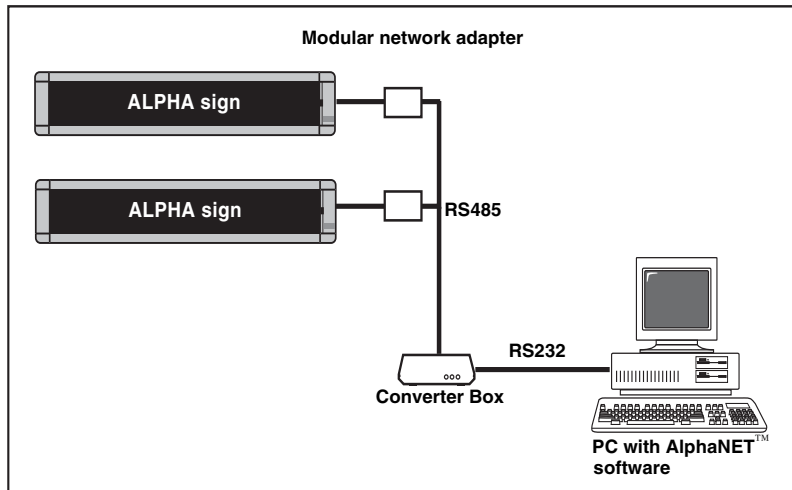 Modular network adapter
ALPHA sign
ALPHA sign
RS485
RS232
Converter Box
PC with AlphaNET™
software